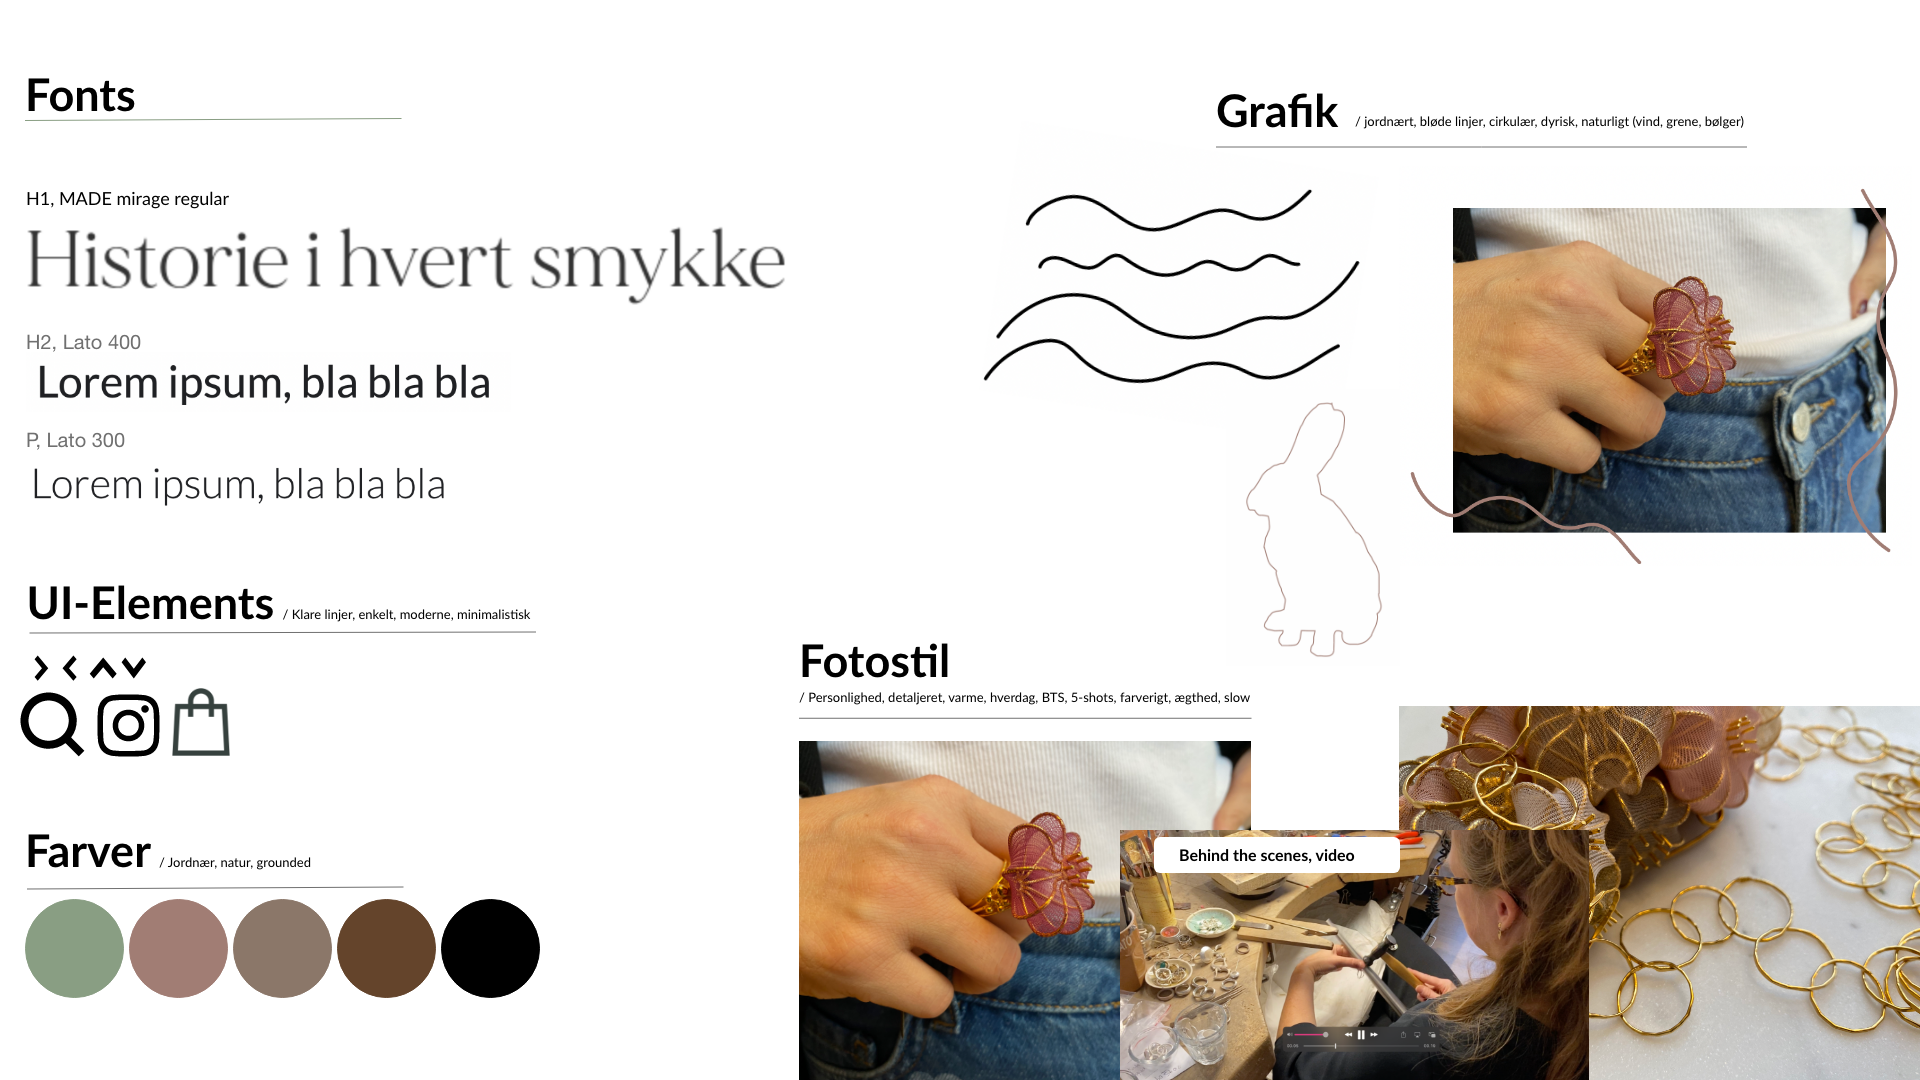 Fonts
H1, MADE mirage regular
Historie i hvert smykke
H2, Lato 400
Lorem ipsum, bla bla bla
P, Lato 300
Lorem ipsum, bla bla bla
UI-Elements / Klare linjer, enkelt, moderne, minimalistisk
Farver / Jordnær, natur, grounded
Grafik / jordnært, bløde linjer, cirkulær, dyrisk, naturligt (vind, grene, bølger)
Fotostil
/ Personlighed, detaljeret, varme, hverdag, BTS, 5-shots, farverigt, ægthed, slow
Behind the scenes, video